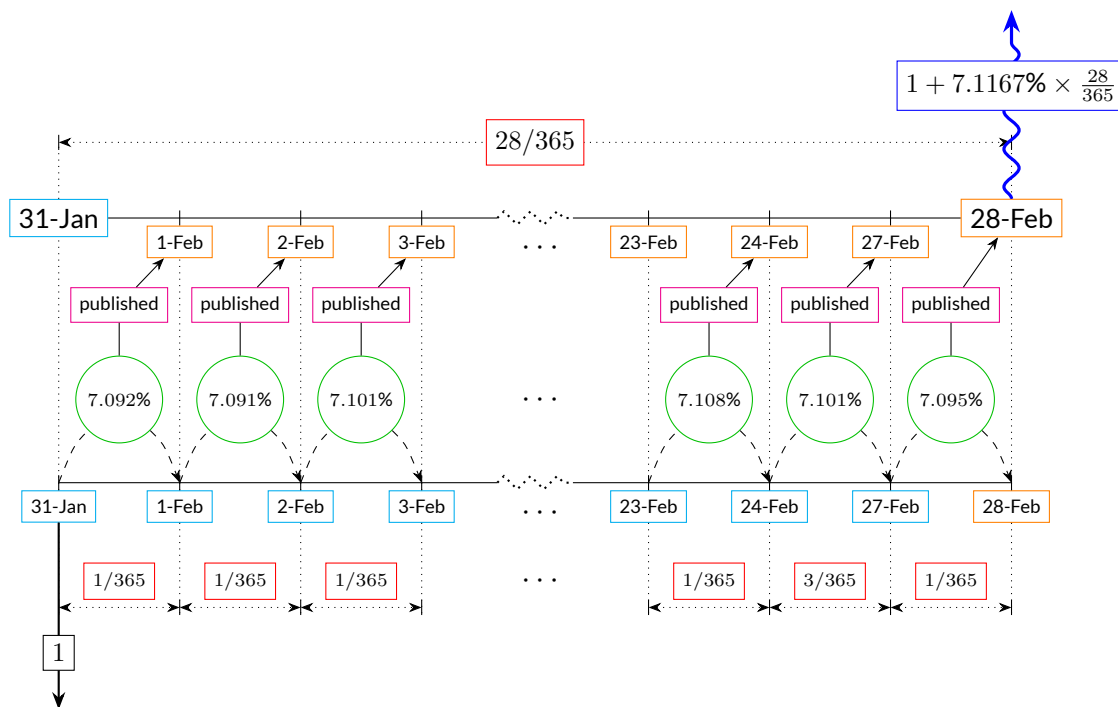 1 + 7.1167% × 28/365
28/365
31-Jan 28-Feb
1-Feb 2-Feb 3-Feb ··· 23-Feb 24-Feb 27-Feb
published published published published published published
7.092% 7.091% 7.101% ··· 7.108% 7.101% 7.095%
31-Jan 1-Feb 2-Feb 3-Feb ··· 23-Feb 24-Feb 27-Feb 28-Feb
1/365 1/365 1/365 ··· 1/365 3/365 1/365
1